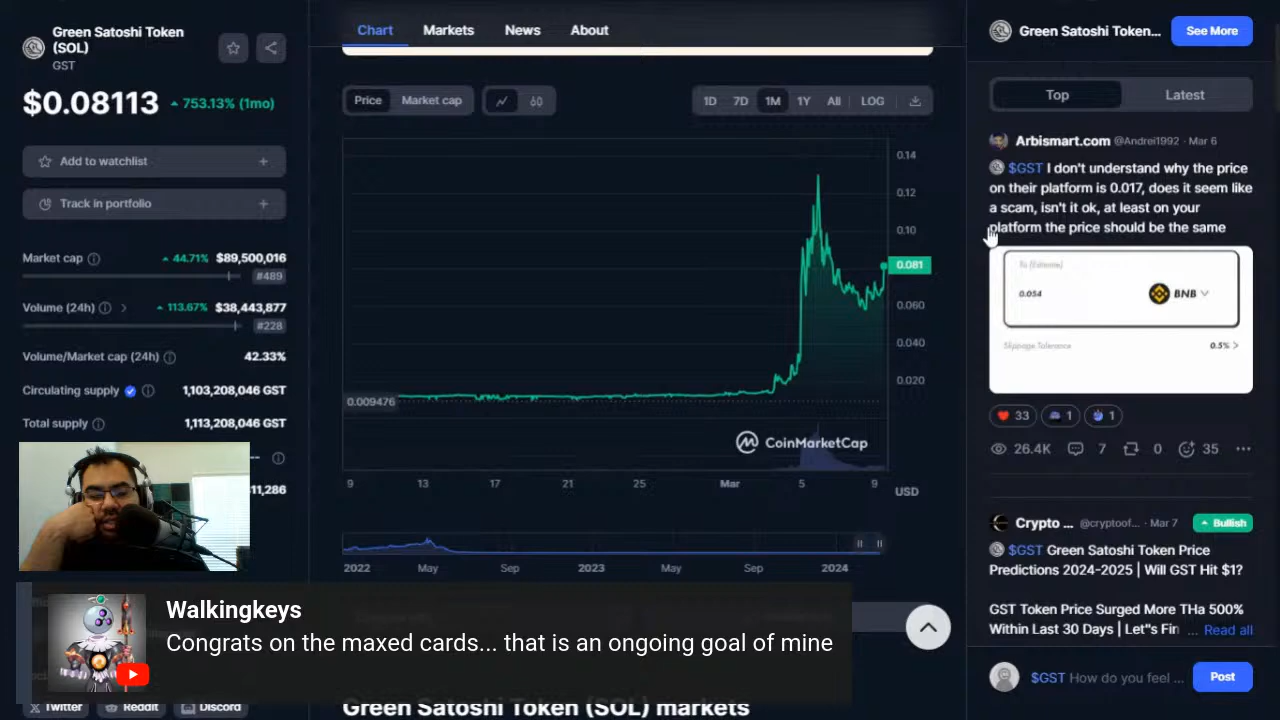 Green Satoshi Token
(SOL)
GST
$0.08113
753.13% (1mo)
Add to watchlist
+
Track in portfolio
+
Market cap
44.71%
$89,500,016
#489
Volume (24h)
113.67%
$38,443,877
#228
Volume/Market cap (24h)
42.33%
Circulating supply
1,103,208,046 GST
Total supply
1,113,208,046 GST
--
311,286
Twitter
Reddit
Discord
Chart
Markets
News
About
Price
Market cap
1D
7D
1M
1Y
All
LOG
0.14
0.12
0.10
0.081
0.060
0.040
0.020
0.009476
CoinMarketCap
9
13
17
21
25
Mar
5
9
USD
2022
May
Sep
2023
May
Sep
2024
Green Satoshi Token (SOL) markets
Walkingkeys
Congrats on the maxed cards... that is an ongoing goal of mine
Green Satoshi Token...
See More
Top
Latest
Arbismart.com @Andrei1992 · Mar 6
$GST I don't understand why the price
on their platform is 0.017, does it seem like
a scam, isn't it ok, at least on your
platform the price should be the same
To (Estimate)
0.054
BNB
Slippage Tolerance
0.5% >
33
1
1
26.4K
7
0
35
...
Crypto ... @cryptoof... · Mar 7
Bullish
$GST Green Satoshi Token Price
Predictions 2024-2025 | Will GST Hit $1?
GST Token Price Surged More THa 500%
Within Last 30 Days | Let"s Fin ... Read all
$GST How do you feel ...
Post